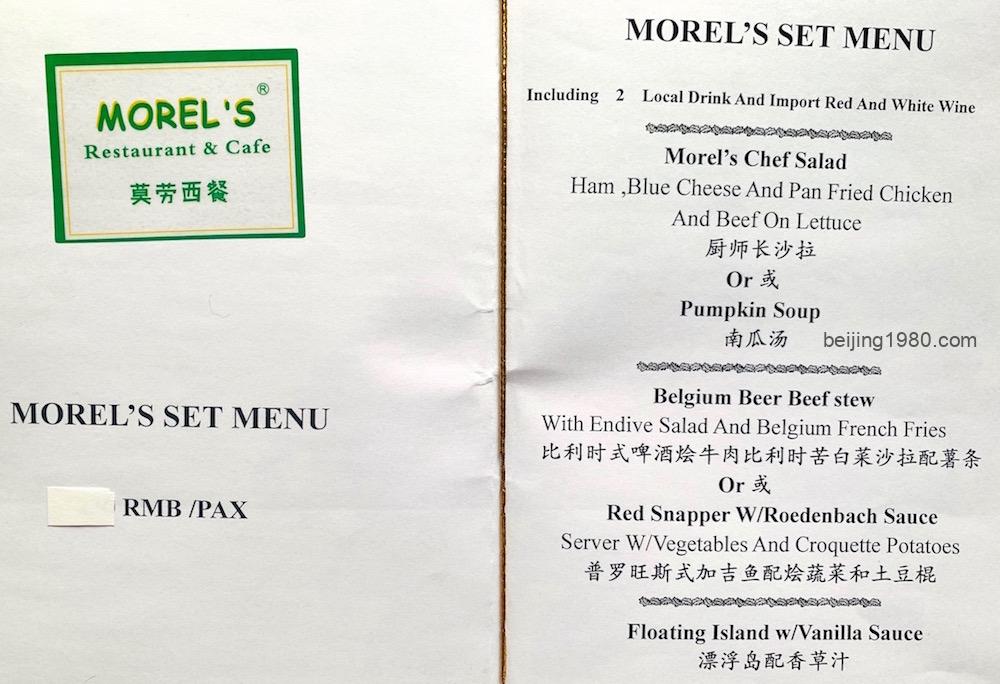 MOREL'S®
Restaurant & Cafe
莫劳西餐
MOREL'S SET MENU
RMB /PAX
MOREL'S SET MENU
Including 2 Local Drink And Import Red And White Wine
Morel's Chef Salad
Ham ,Blue Cheese And Pan Fried Chicken
And Beef On Lettuce
厨师长沙拉
Or 或
Pumpkin Soup
南瓜汤
beijing1980.com
Belgium Beer Beef stew
With Endive Salad And Belgium French Fries
比利时式啤酒烩牛肉比利时苦白菜沙拉配薯条
Or 或
Red Snapper W/Roedenbach Sauce
Server W/Vegetables And Croquette Potatoes
普罗旺斯式加吉鱼配烩蔬菜和土豆棍
Floating Island w/Vanilla Sauce
漂浮岛配香草汁